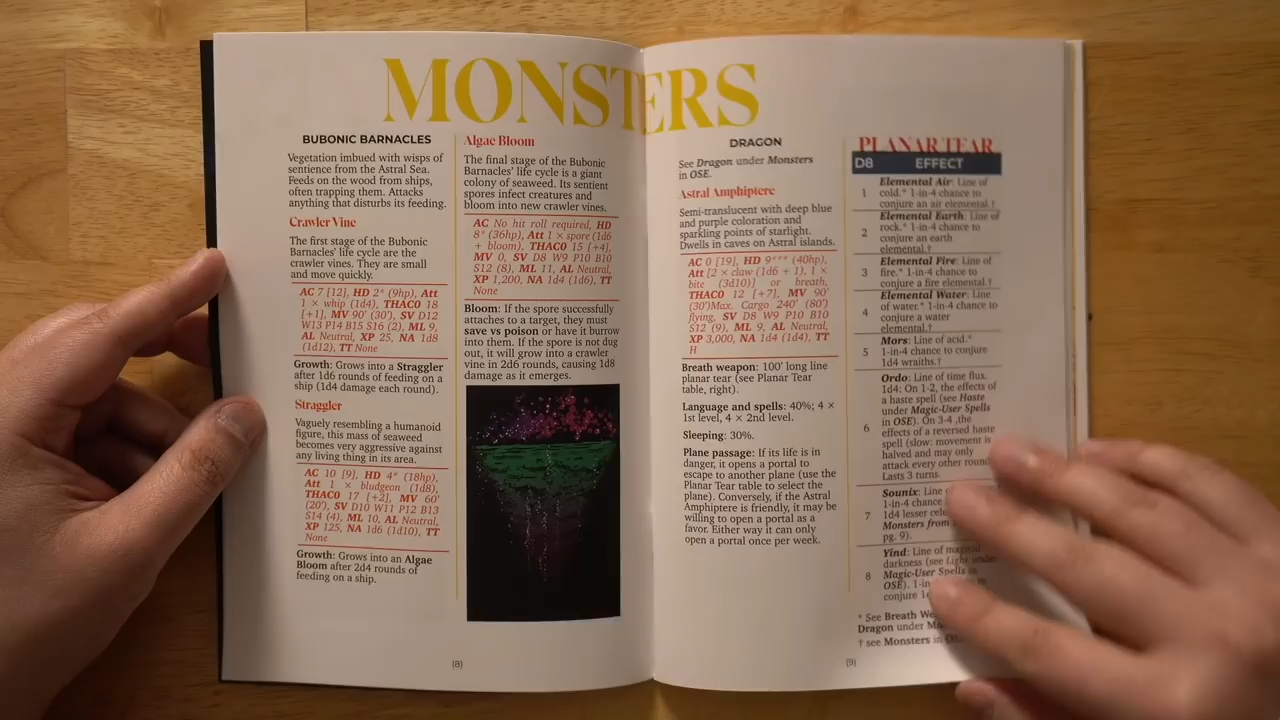 MONSTERS
BUBONIC BARNACLES
Vegetation imbued with wisps of
sentience from the Astral Sea.
Feeds on the wood from ships,
often trapping them. Attacks
anything that disturbs its feeding.
Crawler Vine
The first stage of the Bubonic
Barnacles' life cycle are the
crawler vines. They are small
and move quickly.
AC 7 [12], HD 2* (9hp), Att
1 × whip (1d4), THAC0 18
[+1], MV 90' (30'), SV D12
W13 P14 B15 S16 (2), ML 9,
AL Neutral, XP 25, NA 1d8
(1d12), TT None
Growth: Grows into a Straggler
after 1d6 rounds of feeding on a
ship (1d4 damage each round).
Straggler
Vaguely resembling a humanoid
figure, this mass of seaweed
becomes very aggressive against
any living thing in its area.
AC 10 [9], HD 4* (18hp),
Att 1 × bludgeon (1d8),
THAC0 17 [+2], MV 60'
(20'), SV D10 W11 P12 B13
S14 (4), ML 10, AL Neutral,
XP 125, NA 1d6 (1d10), TT
None
Growth: Grows into an Algae
Bloom after 2d4 rounds of
feeding on a ship.
Algae Bloom
The final stage of the Bubonic
Barnacles' life cycle is a giant
colony of seaweed. Its sentient
spores infect creatures and
bloom into new crawler vines.
AC No hit roll required, HD
8* (36hp), Att 1 × spore (1d6
+ bloom), THAC0 15 [+4],
MV 0, SV D8 W9 P10 B10
S12 (8), ML 11, AL Neutral,
XP 1,200, NA 1d4 (1d6), TT
None
Bloom: If the spore successfully
attaches to a target, they must
save vs poison or have it burrow
into them. If the spore is not dug
out, it will grow into a crawler
vine in 2d6 rounds, causing 1d8
damage as it emerges.
(8)
DRAGON
See Dragon under Monsters
in OSE.
Astral Amphiptere
Semi-translucent with deep blue
and purple coloration and
sparkling points of starlight.
Dwells in caves on Astral islands.
AC 0 [19], HD 9*** (40hp),
Att [2 × claw (1d6 + 1), 1 ×
bite (3d10)] or breath,
THAC0 12 [+7], MV 90'
(30')Max. Cargo 240' (80')
flying, SV D8 W9 P10 B10
S12 (9), ML 9, AL Neutral,
XP 3,000, NA 1d4 (1d4), TT
H
Breath weapon: 100' long line
planar tear (see Planar Tear
table, right).
Language and spells: 40%; 4 ×
1st level, 4 × 2nd level.
Sleeping: 30%.
Plane passage: If its life is in
danger, it opens a portal to
escape to another plane (use the
Planar Tear table to select the
plane). Conversely, if the Astral
Amphiptere is friendly, it may be
willing to open a portal as a
favor. Either way it can only
open a portal once per week.
PLANAR TEAR
D8 EFFECT
1 Elemental Air: Line of
cold.* 1-in-4 chance to
conjure an air elemental.†
2 Elemental Earth: Line of
rock.* 1-in-4 chance to
conjure an earth
elemental.†
3 Elemental Fire: Line of
fire.* 1-in-4 chance to
conjure a fire elemental.†
4 Elemental Water: Line
of water.* 1-in-4 chance to
conjure a water
elemental.†
5 Mors: Line of acid.*
1-in-4 chance to conjure
1d4 wraiths.†
6 Ordo: Line of time flux.
1d4: On 1-2, the effects of
a haste spell (see Haste
under Magic-User Spells
in OSE). On 3-4 ,the
effects of a reversed haste
spell (slow: movement is
halved and may only
attack every other round
Lasts 3 turns.
7 Sounix: Line
1-in-4 chance
1d4 lesser
Monsters from
pg. 9).
8 Yind: Line of magical
darkness (see Light under
Magic-User Spells in
OSE).
conjure
* See Breath
Dragon under
† see Monsters in
(9)